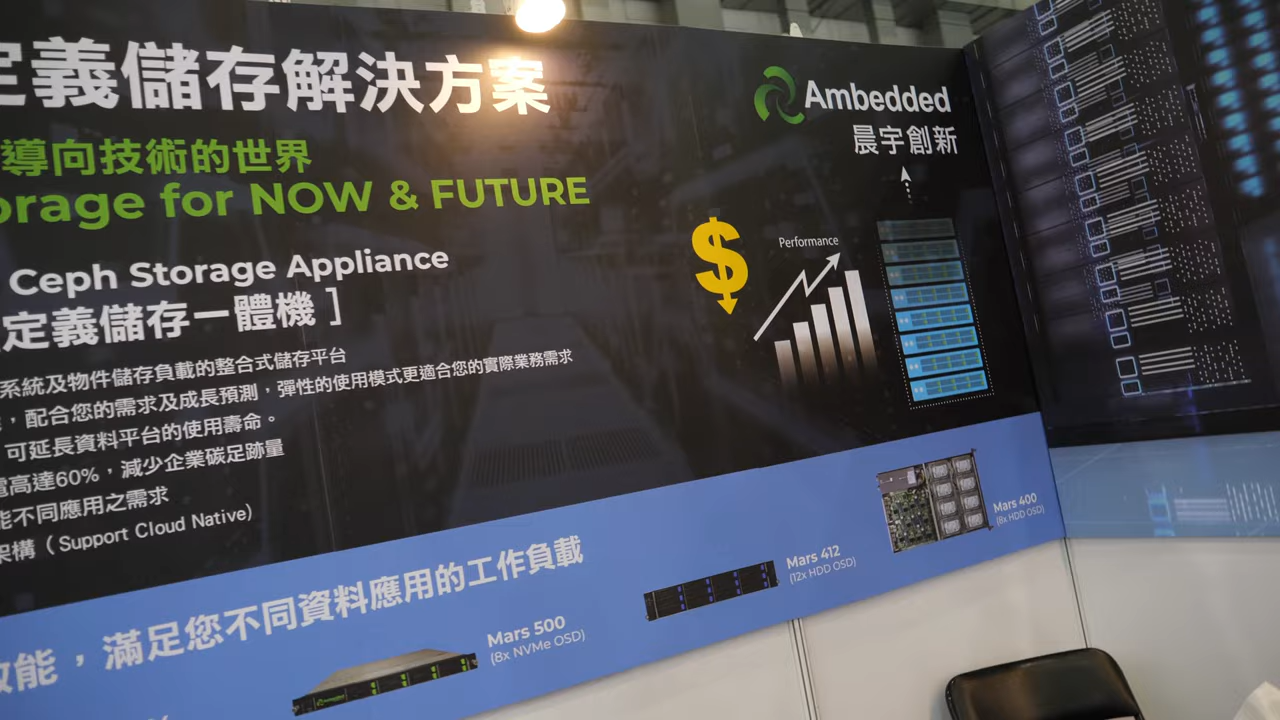 定義儲存解決方案
導向技術的世界
orage for NOW & FUTURE
Ceph Storage Appliance
定義儲存一體機］
系統及物件儲存負載的整合式儲存平台
，配合您的需求及成長預測，彈性的使用模式更適合您的實際業務需求
可延長資料平台的使用壽命。
電高達60%，減少企業碳足跡量
能不同應用之需求
架構（Support Cloud Native）
效能，滿足您不同資料應用的工作負載
Ambedded
晨宇創新
$
Performance
Mars 500
(8x NVMe OSD)
Mars 412
(12x HDD OSD)
Mars 400
(8x HDD OSD)
Ambedded